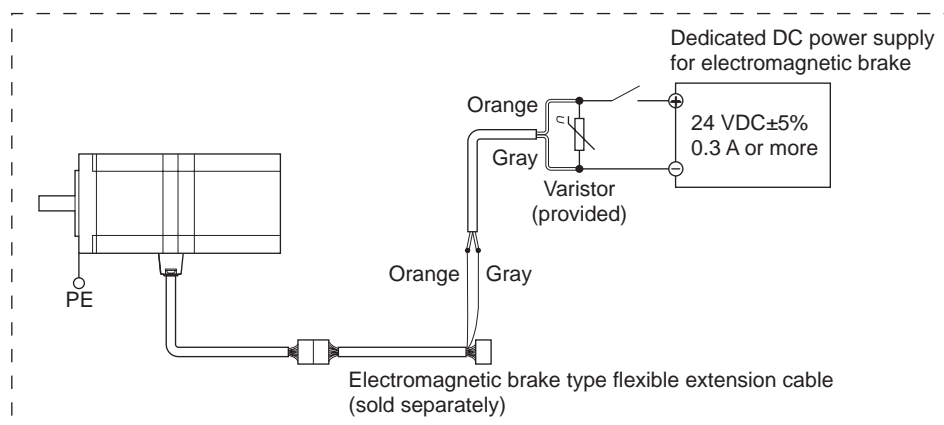 Dedicated DC power supply
for electromagnetic brake
Orange
24 VDC±5%
0.3 A or more
U
Gray
Varistor
(provided)
Orange
Gray
PE
Electromagnetic brake type flexible extension cable
(sold separately)